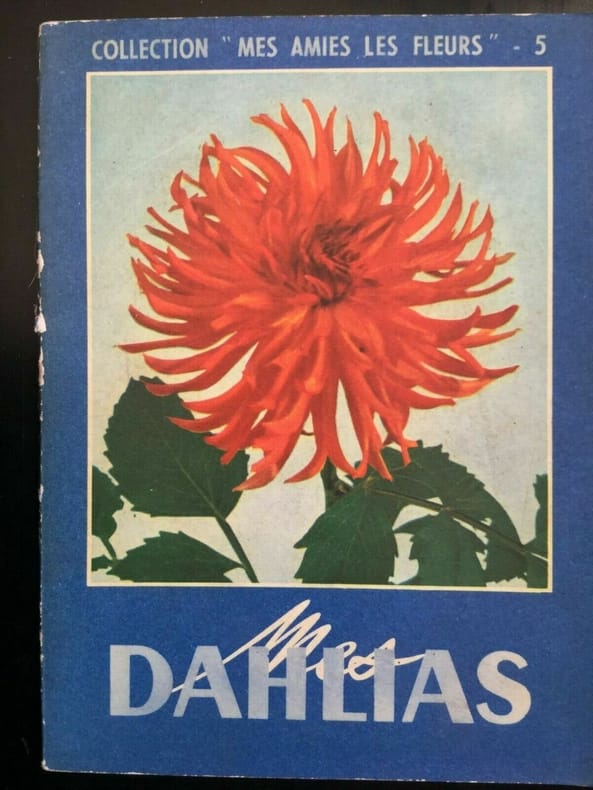 COLLECTION "MES AMIES LES FLEURS" - 5
Mes
DAHLIAS